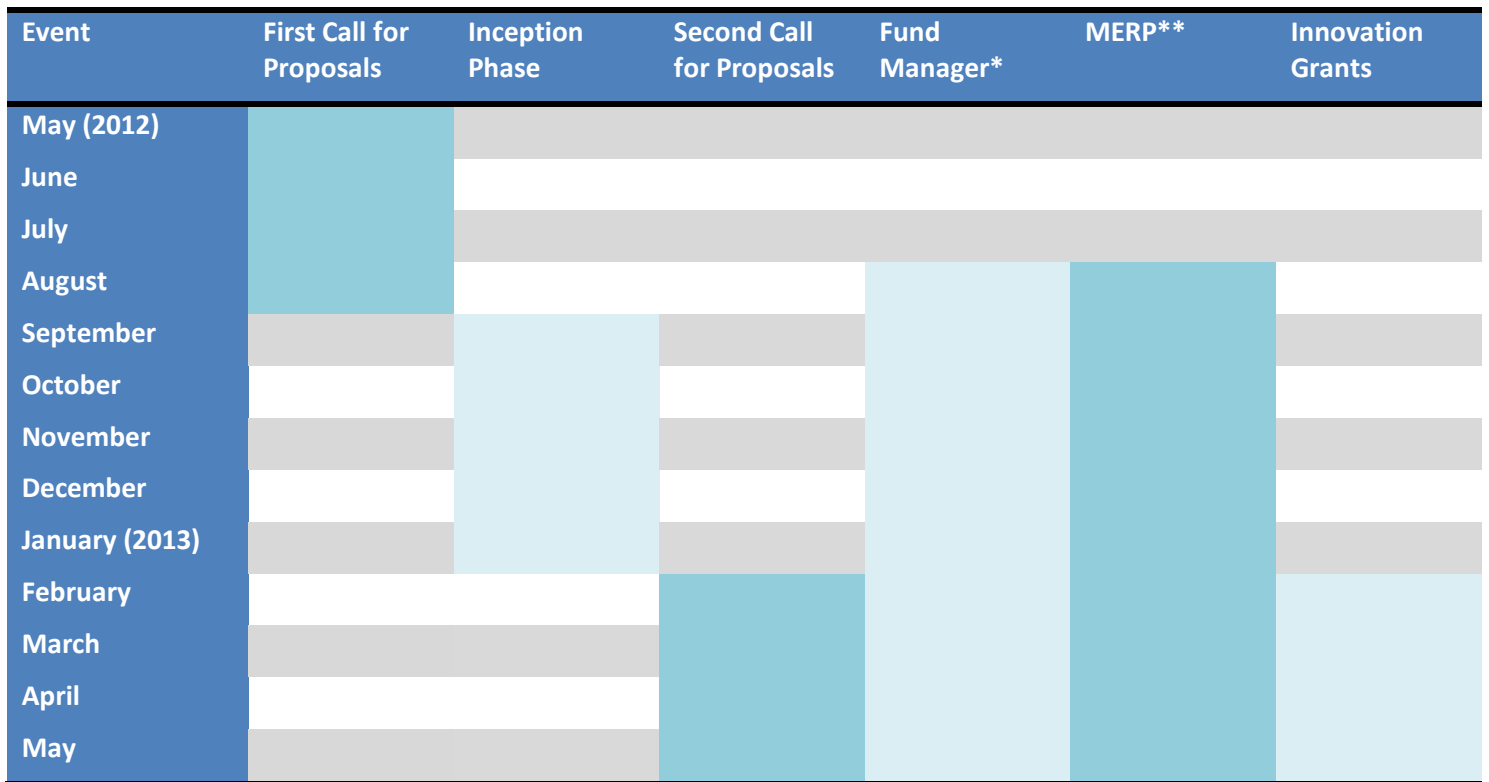 Event
First Call for
Proposals
Inception
Phase
Second Call
for Proposals
Fund
Manager*
MERP**
Innovation
Grants
May (2012)
June
July
August
September
October
November
December
January (2013)
February
March
April
May